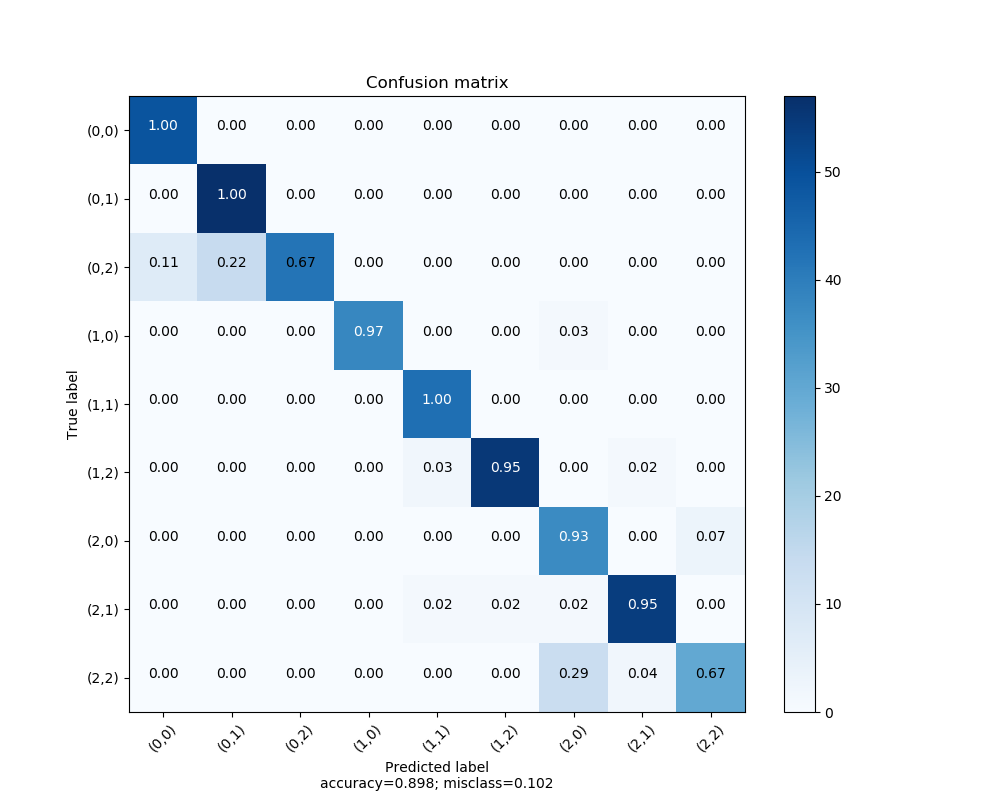 Confusion matrix
(0,0) 1.00 0.00 0.00 0.00 0.00 0.00 0.00 0.00 0.00
(0,1) 0.00 1.00 0.00 0.00 0.00 0.00 0.00 0.00 0.00
(0,2) 0.11 0.22 0.67 0.00 0.00 0.00 0.00 0.00 0.00
(1,0) 0.00 0.00 0.00 0.97 0.00 0.00 0.03 0.00 0.00
(1,1) 0.00 0.00 0.00 0.00 1.00 0.00 0.00 0.00 0.00
(1,2) 0.00 0.00 0.00 0.00 0.03 0.95 0.00 0.02 0.00
(2,0) 0.00 0.00 0.00 0.00 0.00 0.00 0.93 0.00 0.07
(2,1) 0.00 0.00 0.00 0.00 0.02 0.02 0.02 0.95 0.00
(2,2) 0.00 0.00 0.00 0.00 0.00 0.00 0.29 0.04 0.67
True label
(0,0) (0,1) (0,2) (1,0) (1,1) (1,2) (2,0) (2,1) (2,2)
Predicted label
accuracy=0.898; misclass=0.102
50
40
30
20
10
0